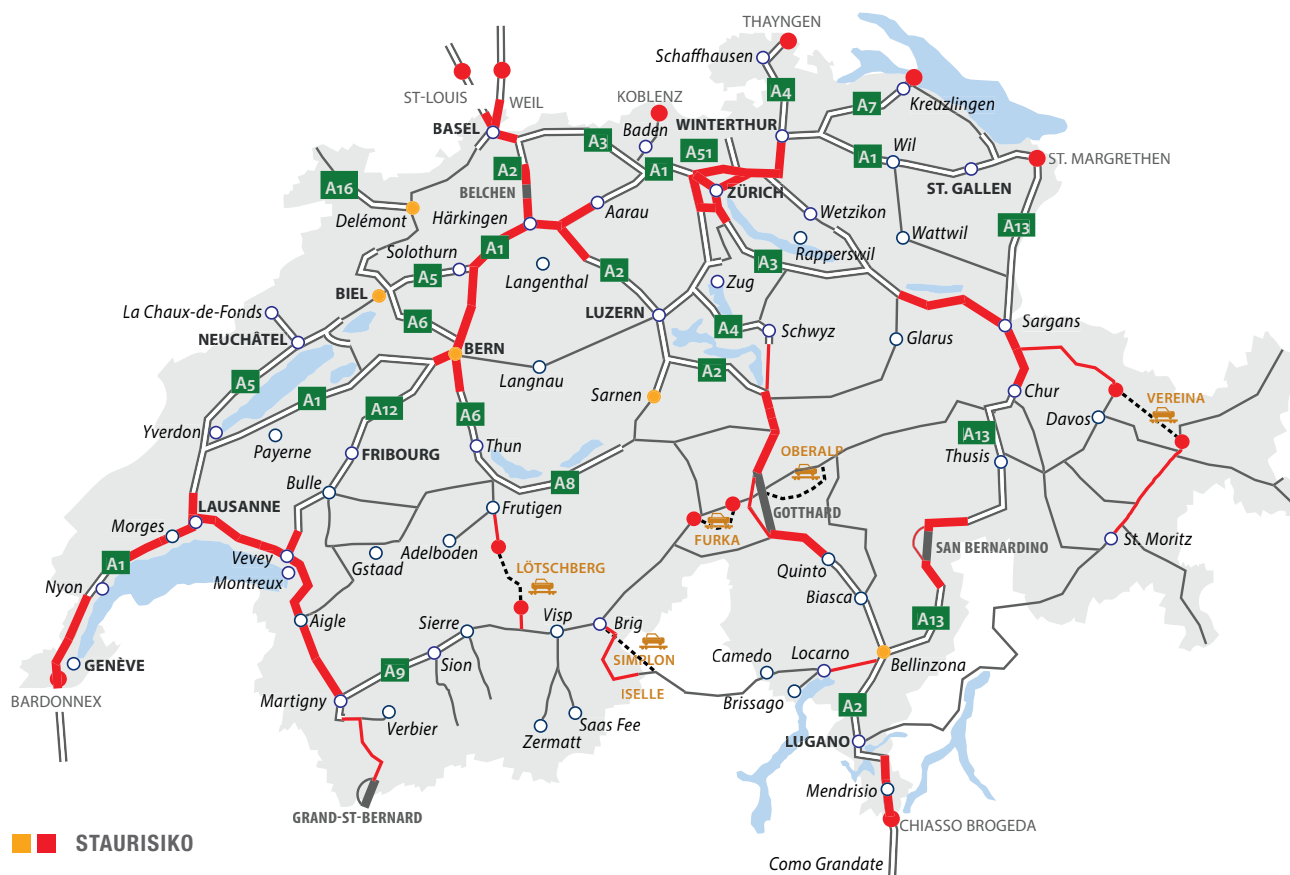 THAYNGEN
Schaffhausen
ST-LOUIS
WEIL
KOBLENZ
A4
A7
Kreuzlingen
BASEL
Baden
WINTERTHUR
A3
A51
A1
Wil
A1
ST. MARGRETHEN
A2
BELCHEN
A16
ZÜRICH
ST. GALLEN
Delémont
Härkingen
Aarau
Wetzikon
Wattwil
A13
Solothurn
A1
Rapperswil
A5
Langenthal
A2
A3
Zug
BIEL
La Chaux-de-Fonds
A6
LUZERN
A4
Schwyz
Sargans
NEUCHÂTEL
BERN
Glarus
Langnau
A5
A2
A1
Sarnen
Chur
VEREINA
A12
A6
Davos
Yverdon
Payerne
Thun
A13
FRIBOURG
OBERALP
Thusis
Bulle
A8
LAUSANNE
Frutigen
GOTTHARD
Morges
FURKA
SAN BERNARDINO
St. Moritz
Vevey
Adelboden
A1
Gstaad
Quinto
Montreux
LÖTSCHBERG
Nyon
Biasca
Aigle
Sierre
Visp
Brig
A13
SIMPLON
Camedo
Locarno
GENÈVE
Sion
Bellinzona
A9
ISELLE
BARDONNEX
Martigny
Brissago
A2
Verbier
Saas Fee
Zermatt
LUGANO
Mendrisio
GRAND-ST-BERNARD
CHIASSO BROGEDA
STAURISIKO
Como Grandate